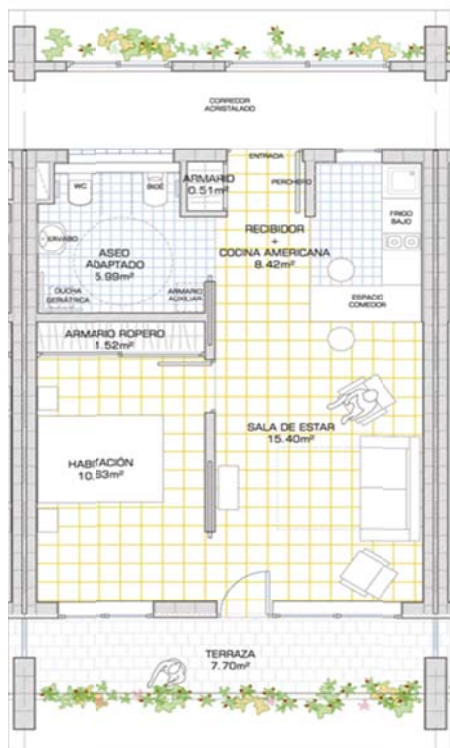 CORREDOR
ACRISTALADO
ENTRADA
ARMARIO
0.51m²
PERCHERO
WC
BIDÉ
FRIGO
BAJO
RECIBIDOR
+
COCINA AMERICANA
8.42m²
LAVABO
ASEO
ADAPTADO
5.99m²
DUCHA
GERIÁTRICA
ARMARIO
AUXILIAR
ESPACIO
COMEDOR
ARMARIO ROPERO
1.52m²
SALA DE ESTAR
15.40m²
HABITACIÓN
10.63m²
TERRAZA
7.70m²